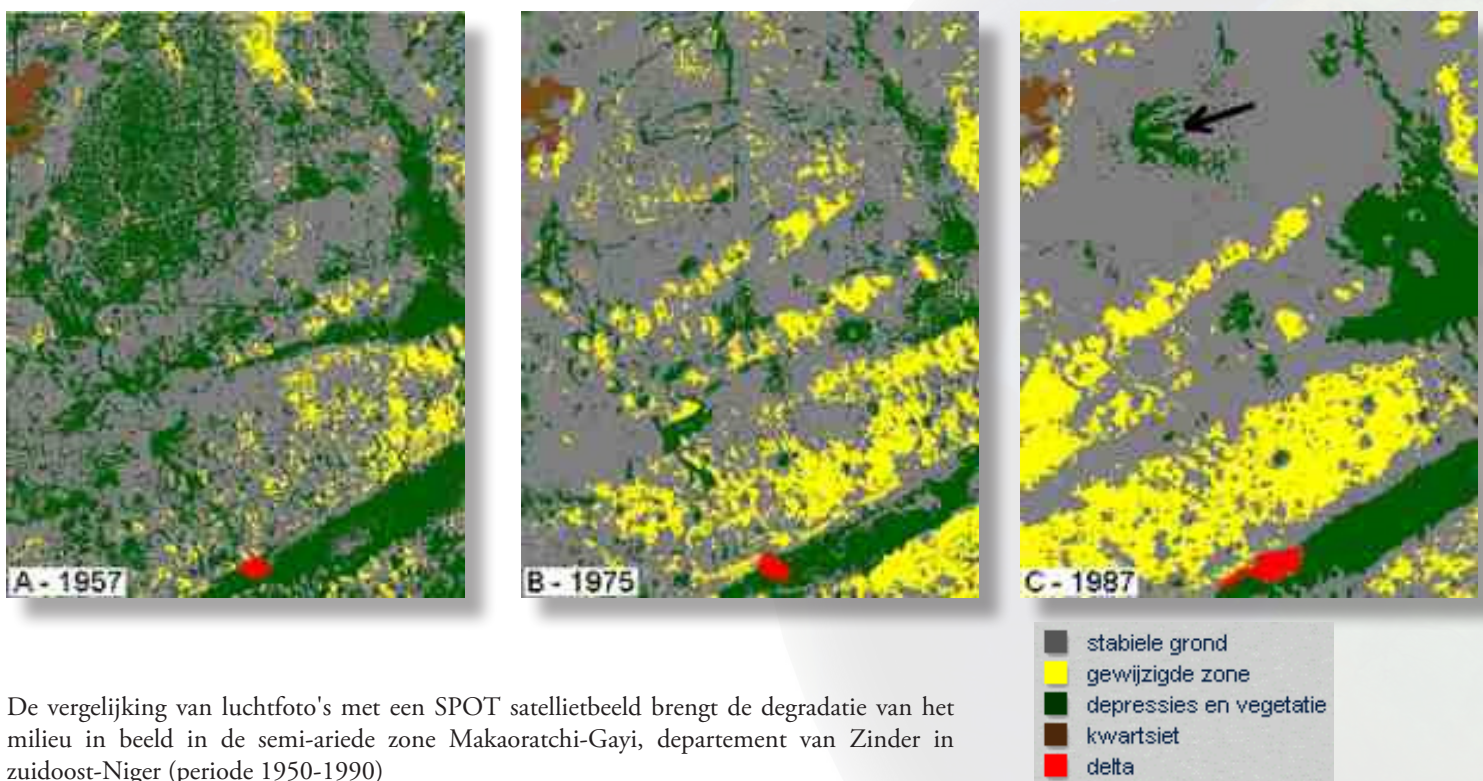 A - 1957
B - 1975
C - 1987
stabiele grond
gewijzigde zone
depressies en vegetatie
kwartsiet
delta
De vergelijking van luchtfoto's met een SPOT satellietbeeld brengt de degradatie van het
milieu in beeld in de semi-ariede zone Makaoratchi-Gayi, departement van Zinder in
zuidoost-Niger (periode 1950-1990)